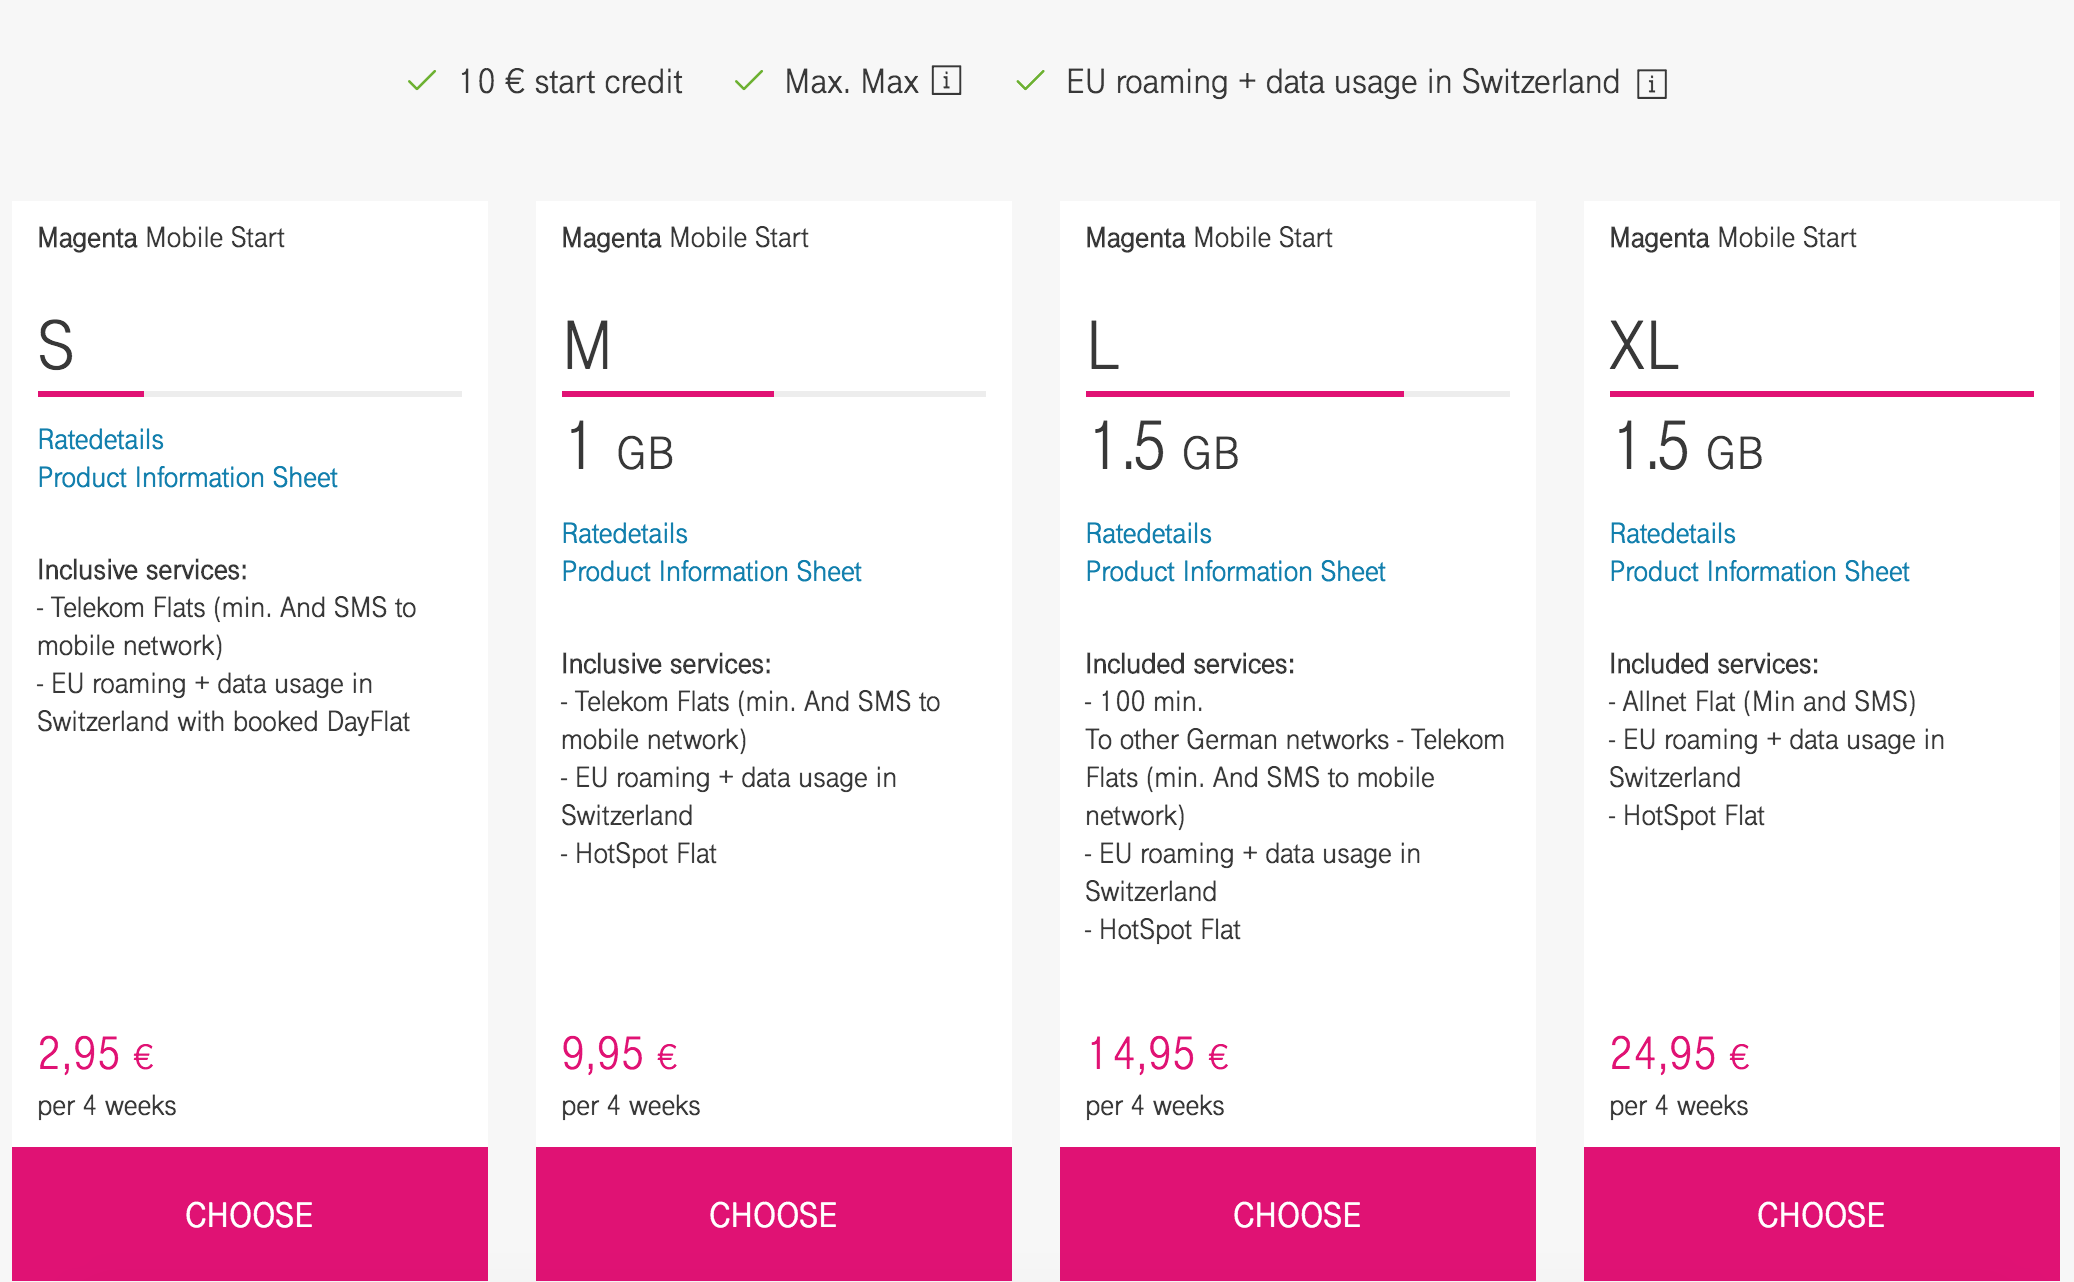 10 € start credit
Max. Max
EU roaming + data usage in Switzerland
Magenta Mobile Start
S
Ratedetails
Product Information Sheet
Inclusive services:
- Telekom Flats (min. And SMS to
mobile network)
- EU roaming + data usage in
Switzerland with booked DayFlat
2,95 €
per 4 weeks
CHOOSE
Magenta Mobile Start
M
1 GB
Ratedetails
Product Information Sheet
Inclusive services:
- Telekom Flats (min. And SMS to
mobile network)
- EU roaming + data usage in
Switzerland
- HotSpot Flat
9,95 €
per 4 weeks
CHOOSE
Magenta Mobile Start
L
1.5 GB
Ratedetails
Product Information Sheet
Included services:
- 100 min.
To other German networks - Telekom
Flats (min. And SMS to mobile
network)
- EU roaming + data usage in
Switzerland
- HotSpot Flat
14,95 €
per 4 weeks
CHOOSE
Magenta Mobile Start
XL
1.5 GB
Ratedetails
Product Information Sheet
Included services:
- Allnet Flat (Min and SMS)
- EU roaming + data usage in
Switzerland
- HotSpot Flat
24,95 €
per 4 weeks
CHOOSE